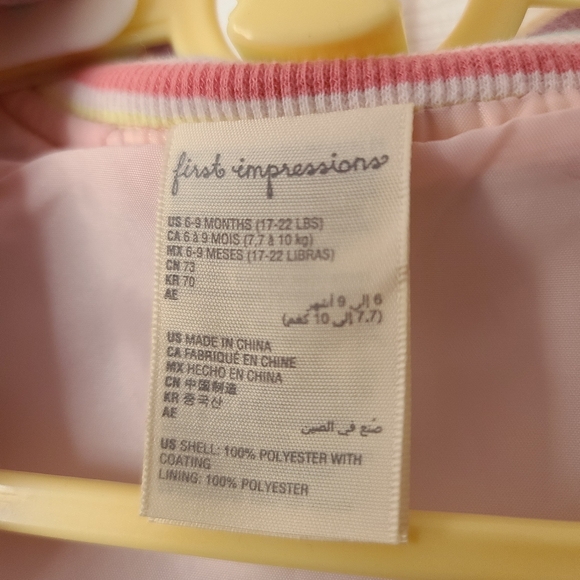 first impressions
US 6-9 MONTHS (17-22 LBS)
CA 6 à 9 MOIS (7,7 à 10 kg)
MX 6-9 MESES (17-22 LIBRAS)
CN 73
KR 70
AE
6 إلى 9 أشهر
(7.7 إلى 10 كغم)
US MADE IN CHINA
CA FABRIQUÉ EN CHINE
MX HECHO EN CHINA
CN 中国制造
KR 중국산
AE
صنع في الصين
US SHELL: 100% POLYESTER WITH
COATING
LINING: 100% POLYESTER